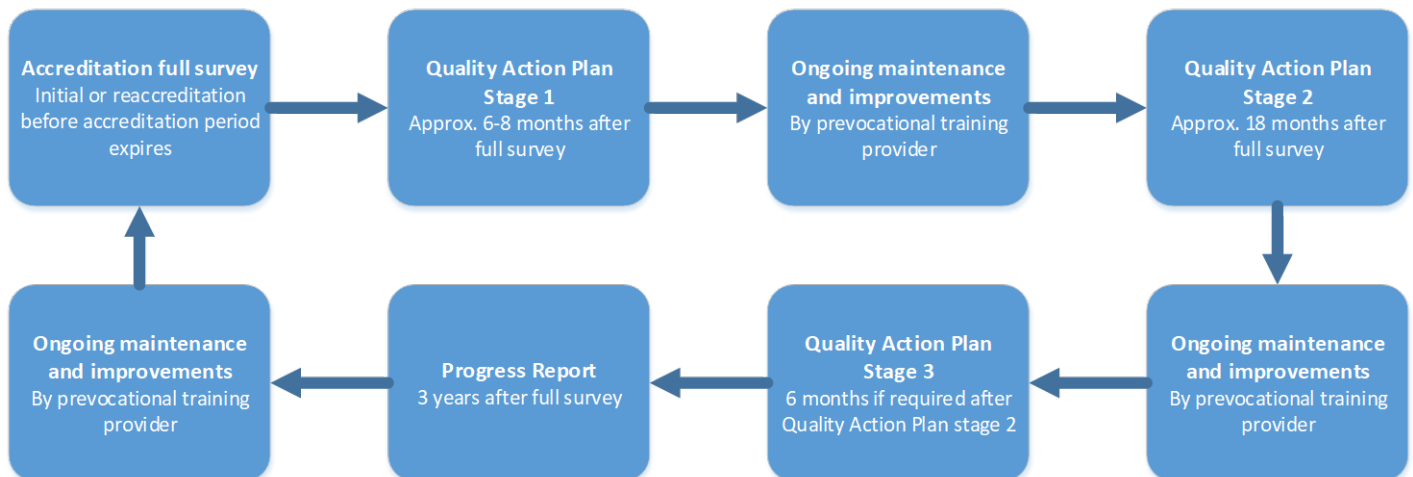 Accreditation full survey
Initial or reaccreditation
before accreditation period
expires
Quality Action Plan
Stage 1
Approx. 6-8 months after
full survey
Ongoing maintenance
and improvements
By prevocational training
provider
Quality Action Plan
Stage 2
Approx. 18 months after
full survey
Ongoing maintenance
and improvements
By prevocational training
provider
Quality Action Plan
Stage 3
6 months if required after
Quality Action Plan stage 2
Progress Report
3 years after full survey
Ongoing maintenance
and improvements
By prevocational training
provider